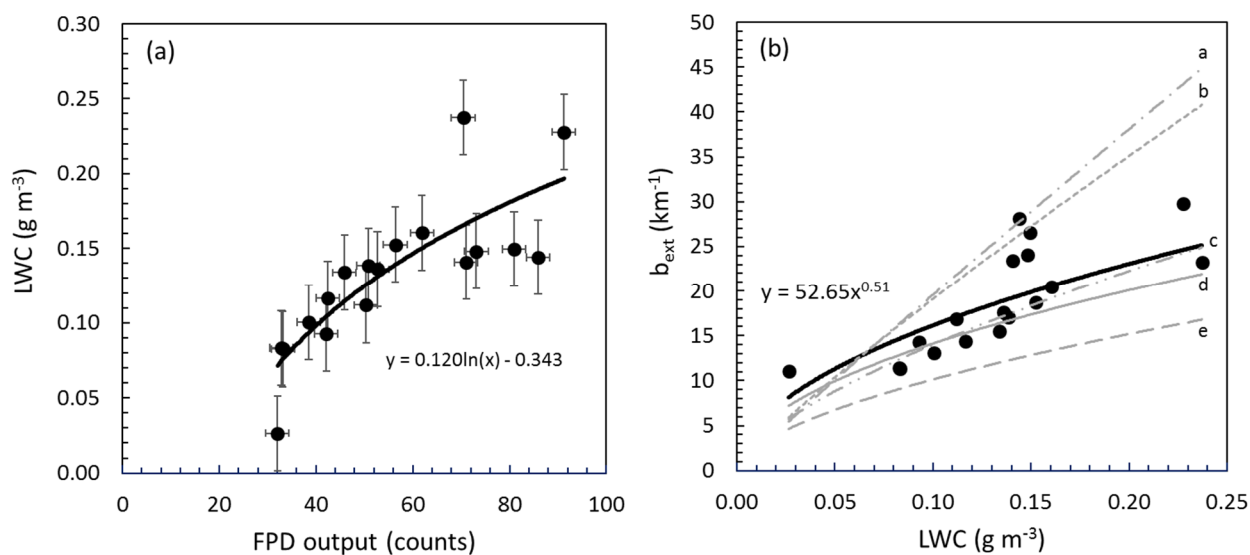 (a)
LWC (g m⁻³)
0.30
0.25
0.20
0.15
0.10
0.05
0.00
y = 0.120ln(x) - 0.343
0 20 40 60 80 100
FPD output (counts)
(b)
b_ext (km⁻¹)
50
45
40
35
30
25
20
15
10
5
0
a
b
c
d
e
y = 52.65x^0.51
0.00 0.05 0.10 0.15 0.20 0.25
LWC (g m⁻³)